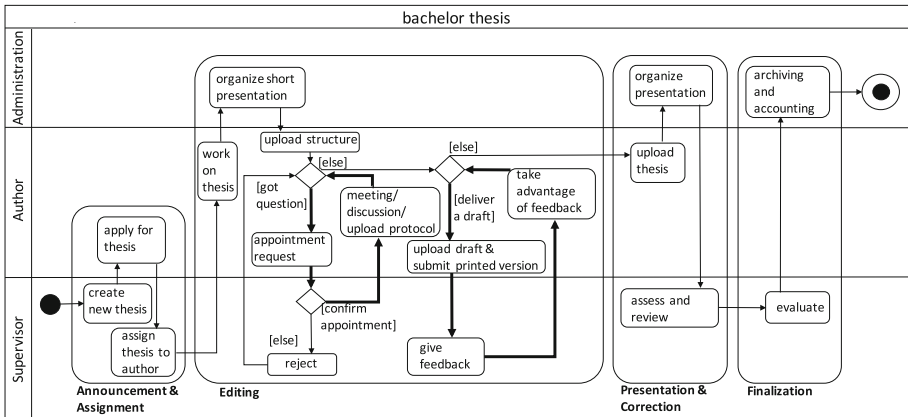 bachelor thesis
Administration
Author
Supervisor
create
new thesis
apply for
thesis
assign
thesis to
author
Announcement &
Assignment
work
on
thesis
organize short
presentation
upload structure
[else]
[got
question]
appointment
request
meeting/
discussion/
upload protocol
[confirm
appointment]
[else]
reject
[else]
[deliver
a draft]
upload draft &
submit printed version
give
feedback
take
advantage
of feedback
Editing
upload
thesis
organize
presentation
assess and
review
Presentation &
Correction
evaluate
archiving
and
accounting
Finalization